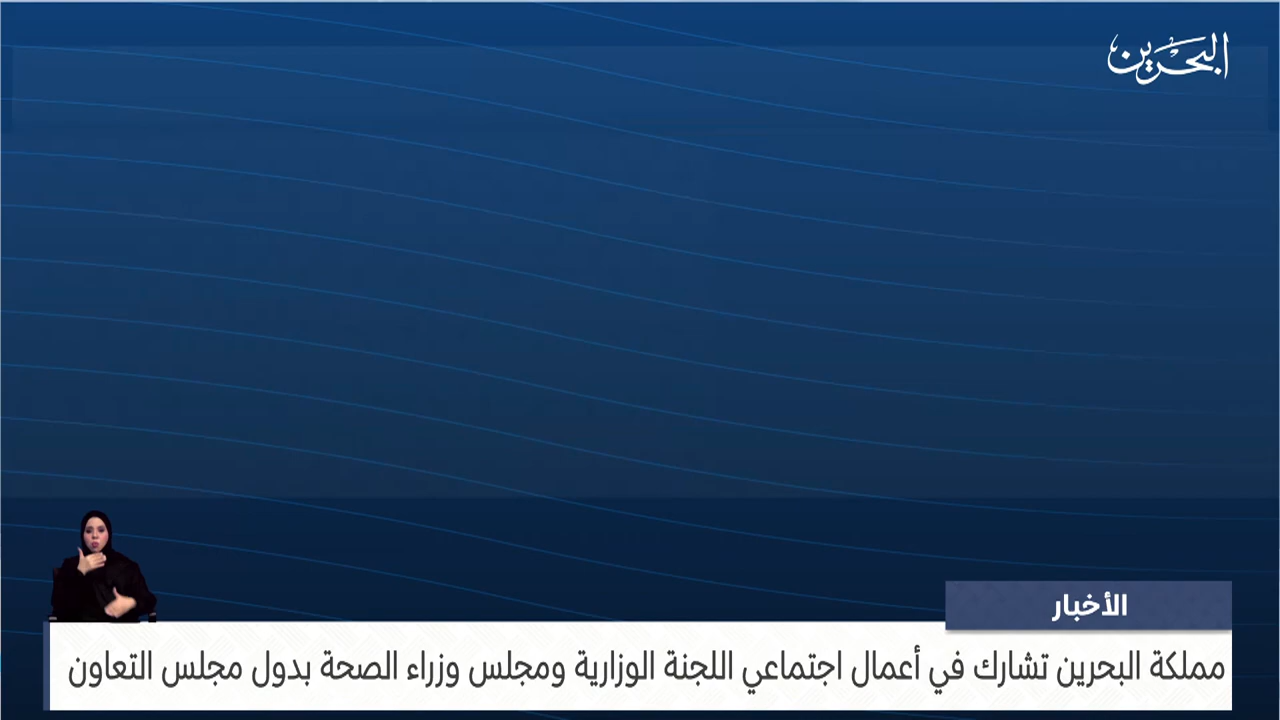 البحرين
الأخبار
مملكة البحرين تشارك في أعمال اجتماعي اللجنة الوزارية ومجلس وزراء الصحة بدول مجلس التعاون